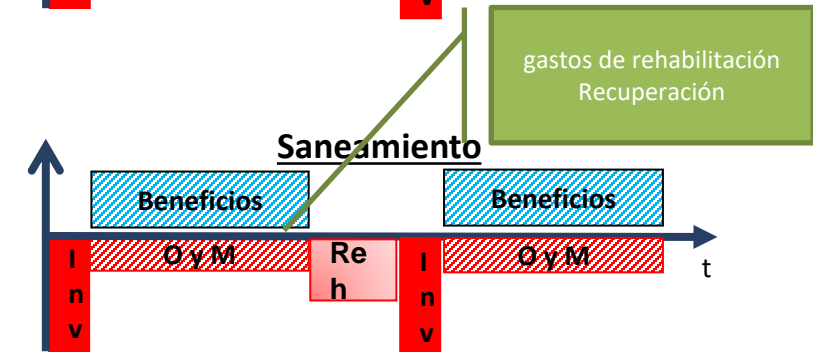 v
gastos de rehabilitación
Recuperación
Saneamiento
Beneficios
Beneficios
I
n
v
O y M
Re
h
I
n
v
O y M
t